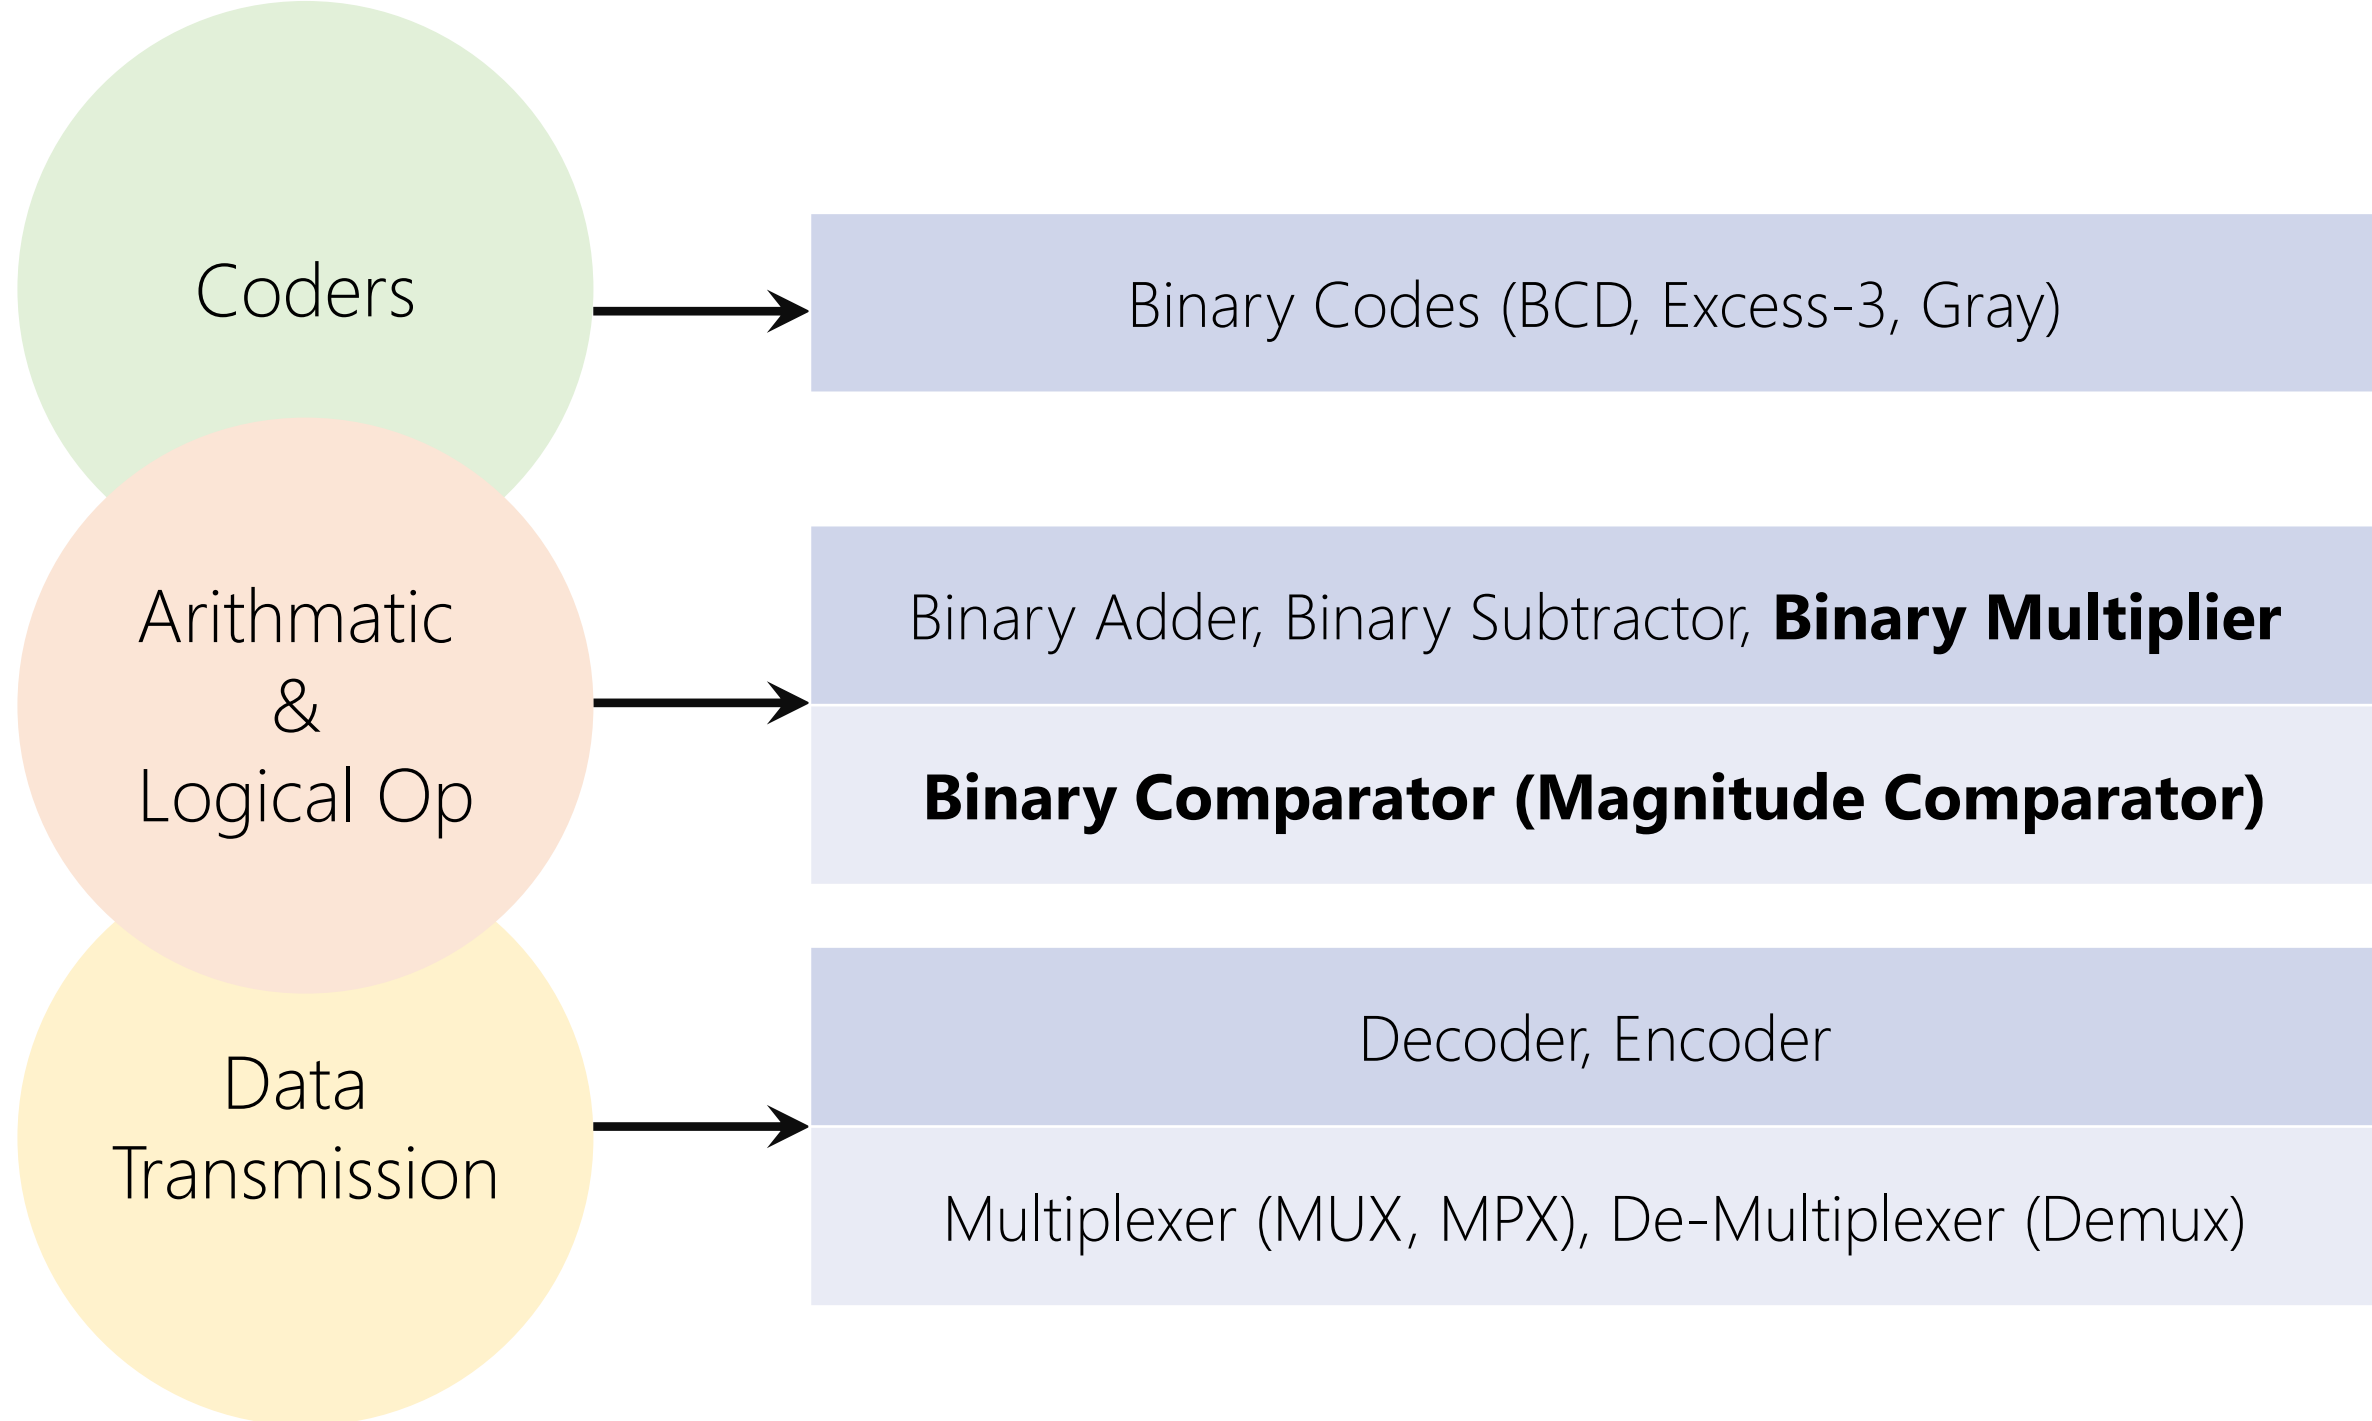 Coders
Binary Codes (BCD, Excess-3, Gray)
Arithmatic
&
Logical Op
Binary Adder, Binary Subtractor, Binary Multiplier
Binary Comparator (Magnitude Comparator)
Data
Transmission
Decoder, Encoder
Multiplexer (MUX, MPX), De-Multiplexer (Demux)